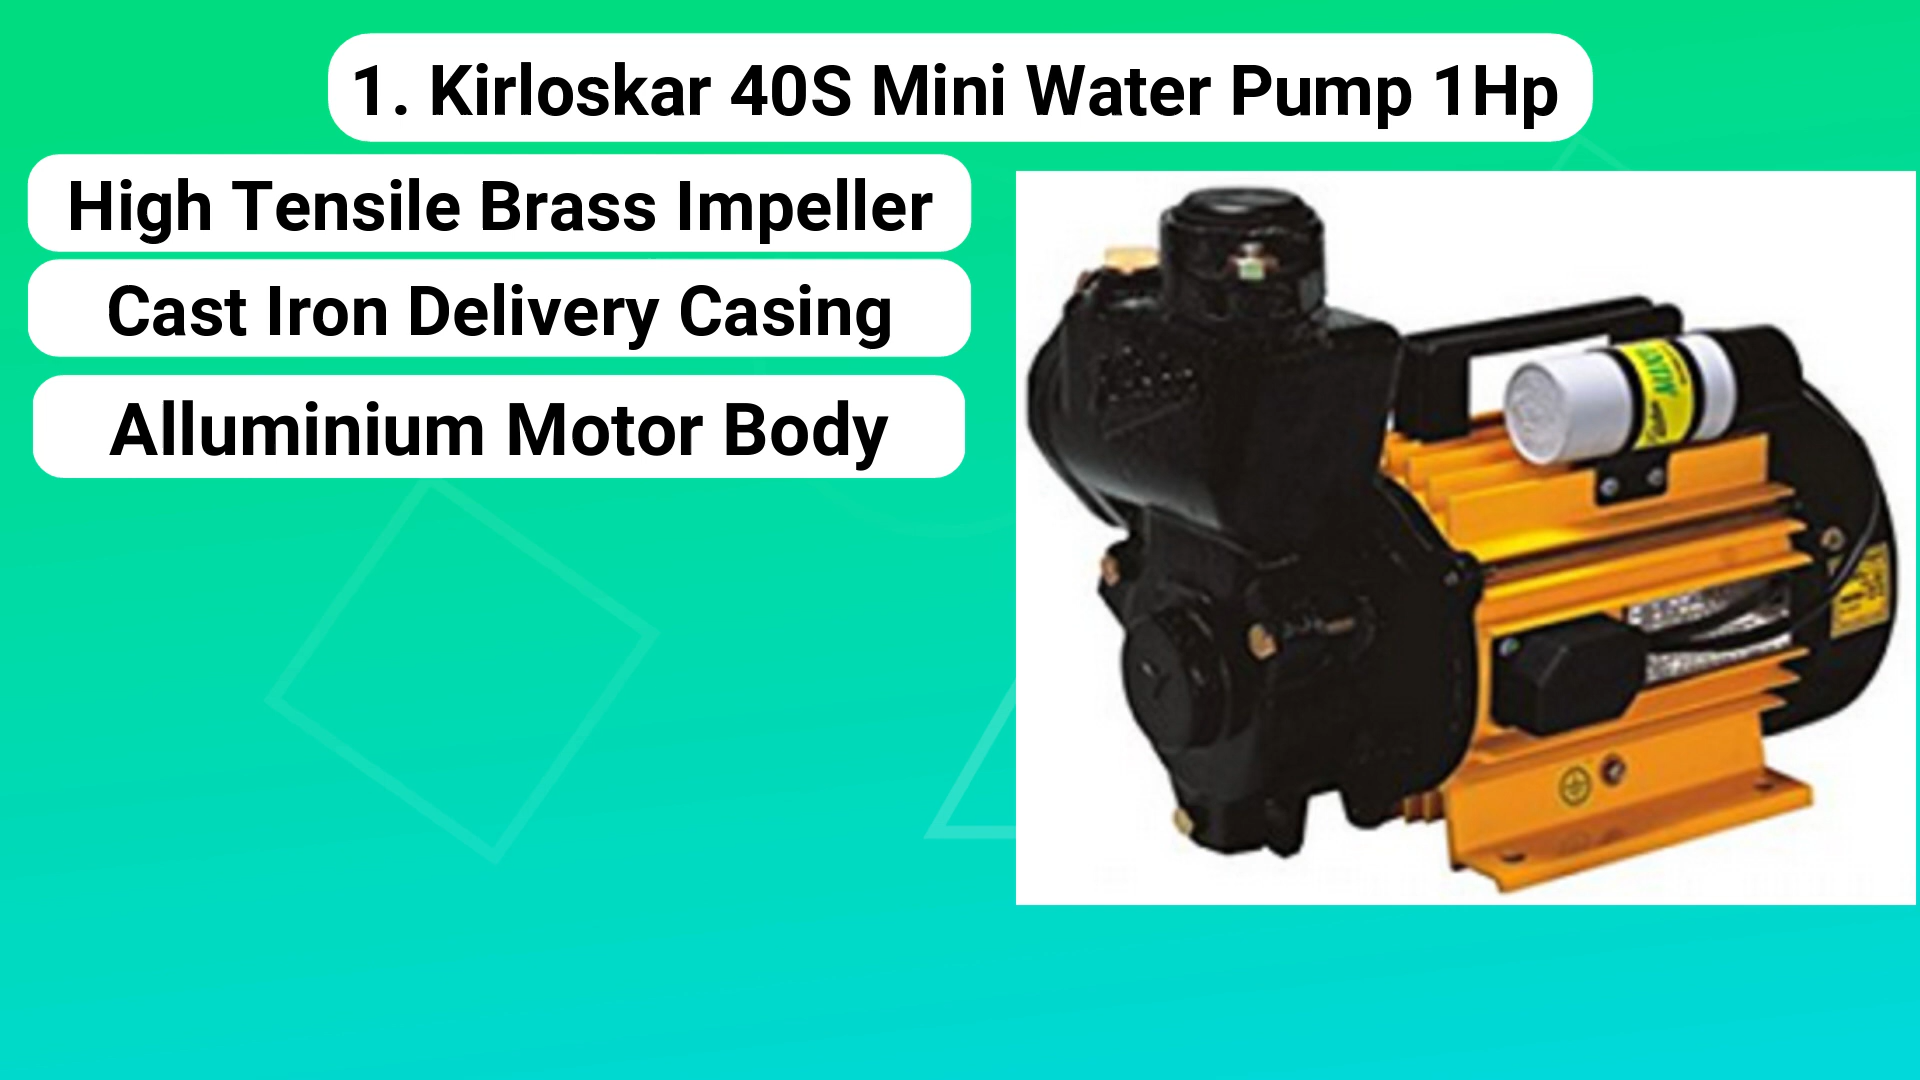 1. Kirloskar 40S Mini Water Pump 1Hp
High Tensile Brass Impeller
Cast Iron Delivery Casing
Alluminium Motor Body